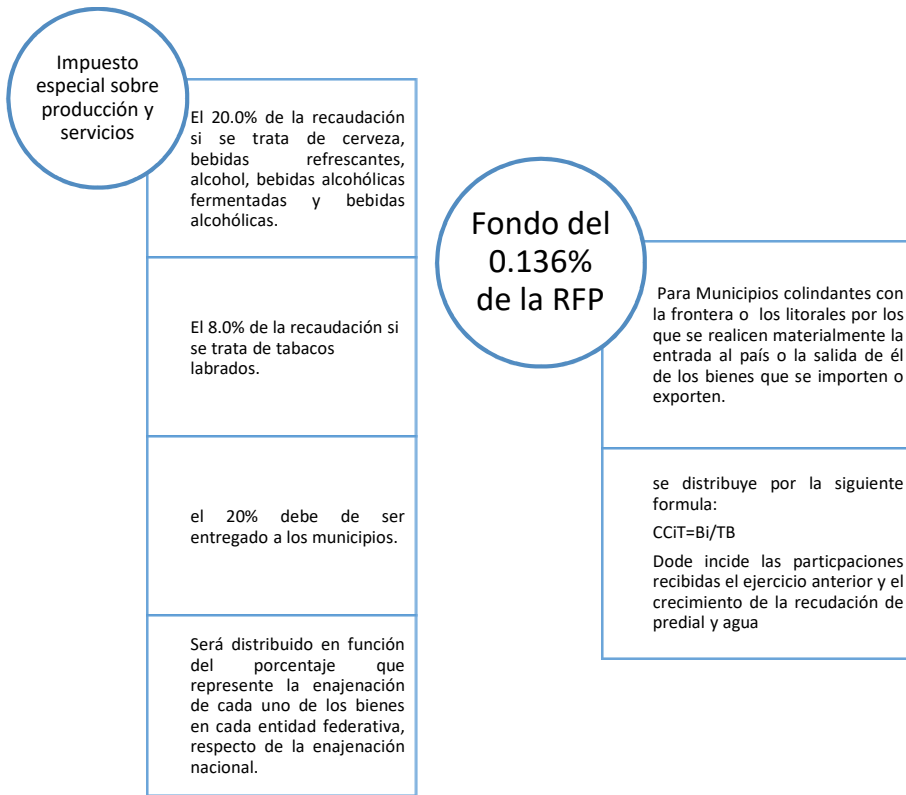 Impuesto
especial sobre
producción y
servicios
El 20.0% de la recaudación
si se trata de cerveza,
bebidas refrescantes,
alcohol, bebidas alcohólicas
fermentadas y bebidas
alcohólicas.
El 8.0% de la recaudación si
se trata de tabacos
labrados.
el 20% debe de ser
entregado a los municipios.
Será distribuido en función
del porcentaje que
represente la enajenación
de cada uno de los bienes
en cada entidad federativa,
respecto de la enajenación
nacional.
Fondo del
0.136%
de la RFP
Para Municipios colindantes con
la frontera o los litorales por los
que se realicen materialmente la
entrada al país o la salida de él
de los bienes que se importen o
exporten.
se distribuye por la siguiente
formula:
CCiT=Bi/TB
Dode incide las particpaciones
recibidas el ejercicio anterior y el
crecimiento de la recudación de
predial y agua